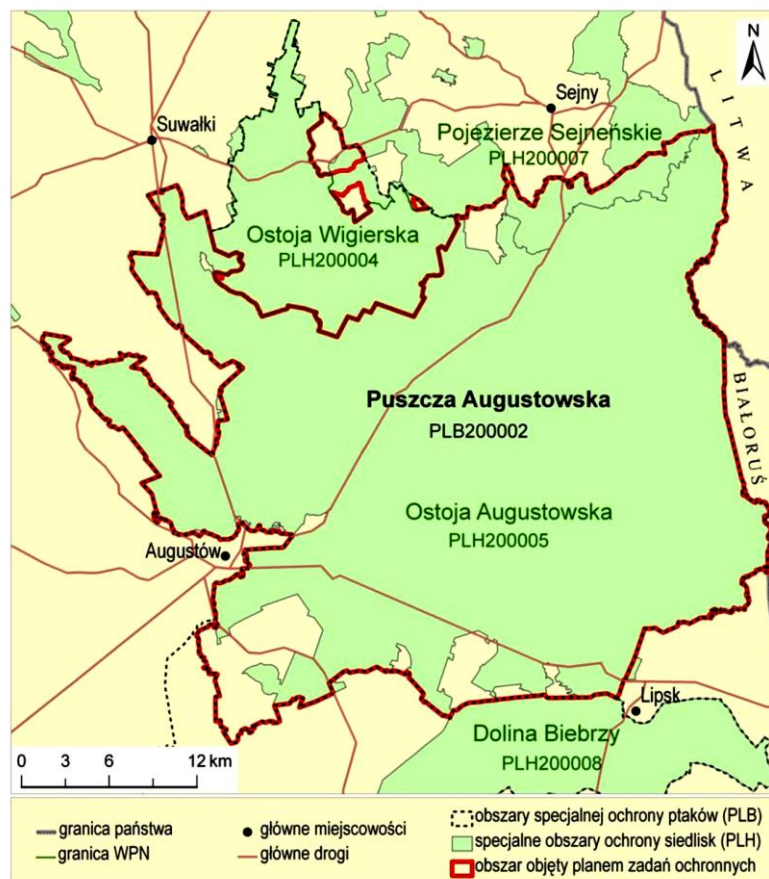 N
LITWA
Sejny
Suwałki
Pojezierze Sejneńskie
PLH200007
Ostoja Wigierska
PLH200004
Puszcza Augustowska
PLB200002
BIAŁORUŚ
Ostoja Augustowska
PLH200005
Augustów
Lipsk
Dolina Biebrzy
PLH200008
0 3 6 12 km
granica państwa
główne miejscowości
obszary specjalnej ochrony ptaków (PLB)
granica WPN
główne drogi
specjalne obszary ochrony siedlisk (PLH)
obszar objęty planem zadań ochronnych